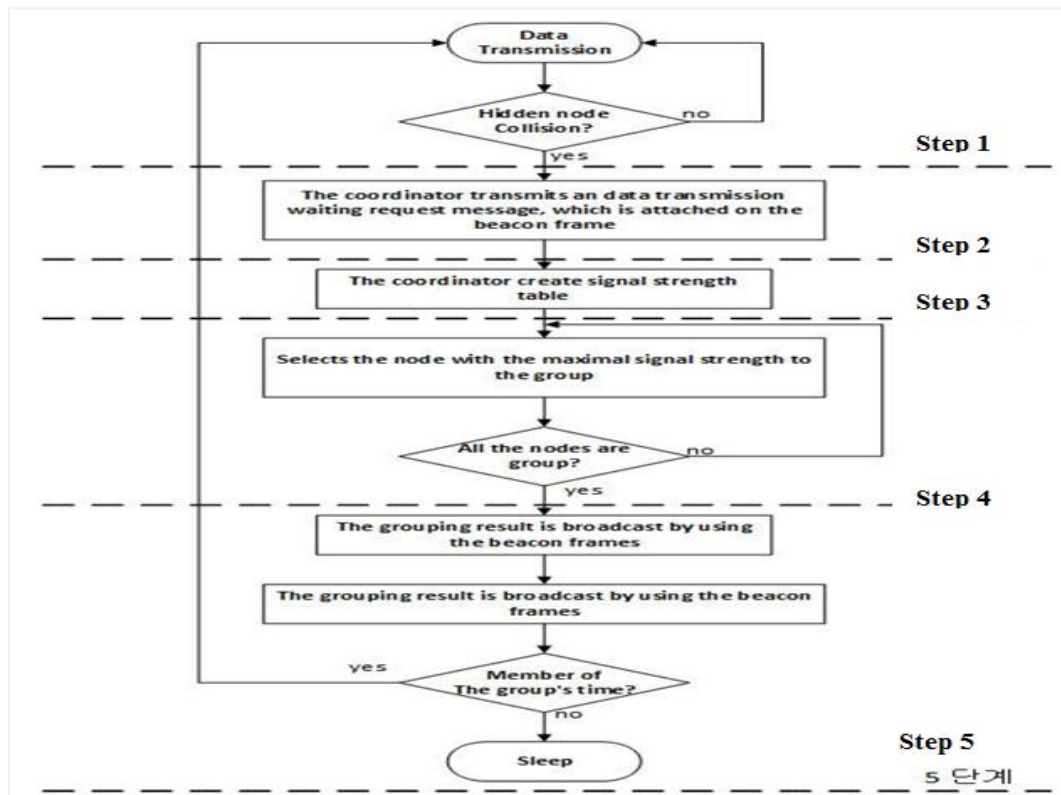 Data
Transmission
Hidden node
Collision?
no
yes
Step 1
The coordinator transmits an data transmission
waiting request message, which is attached on the
beacon frame
Step 2
The coordinator create signal strength
table
Step 3
Selects the node with the maximal signal strength to
the group
All the nodes are
group?
no
yes
Step 4
The grouping result is broadcast by using
the beacon frames
The grouping result is broadcast by using the beacon
frames
yes
Member of
The group's time?
no
Sleep
Step 5
5 단계